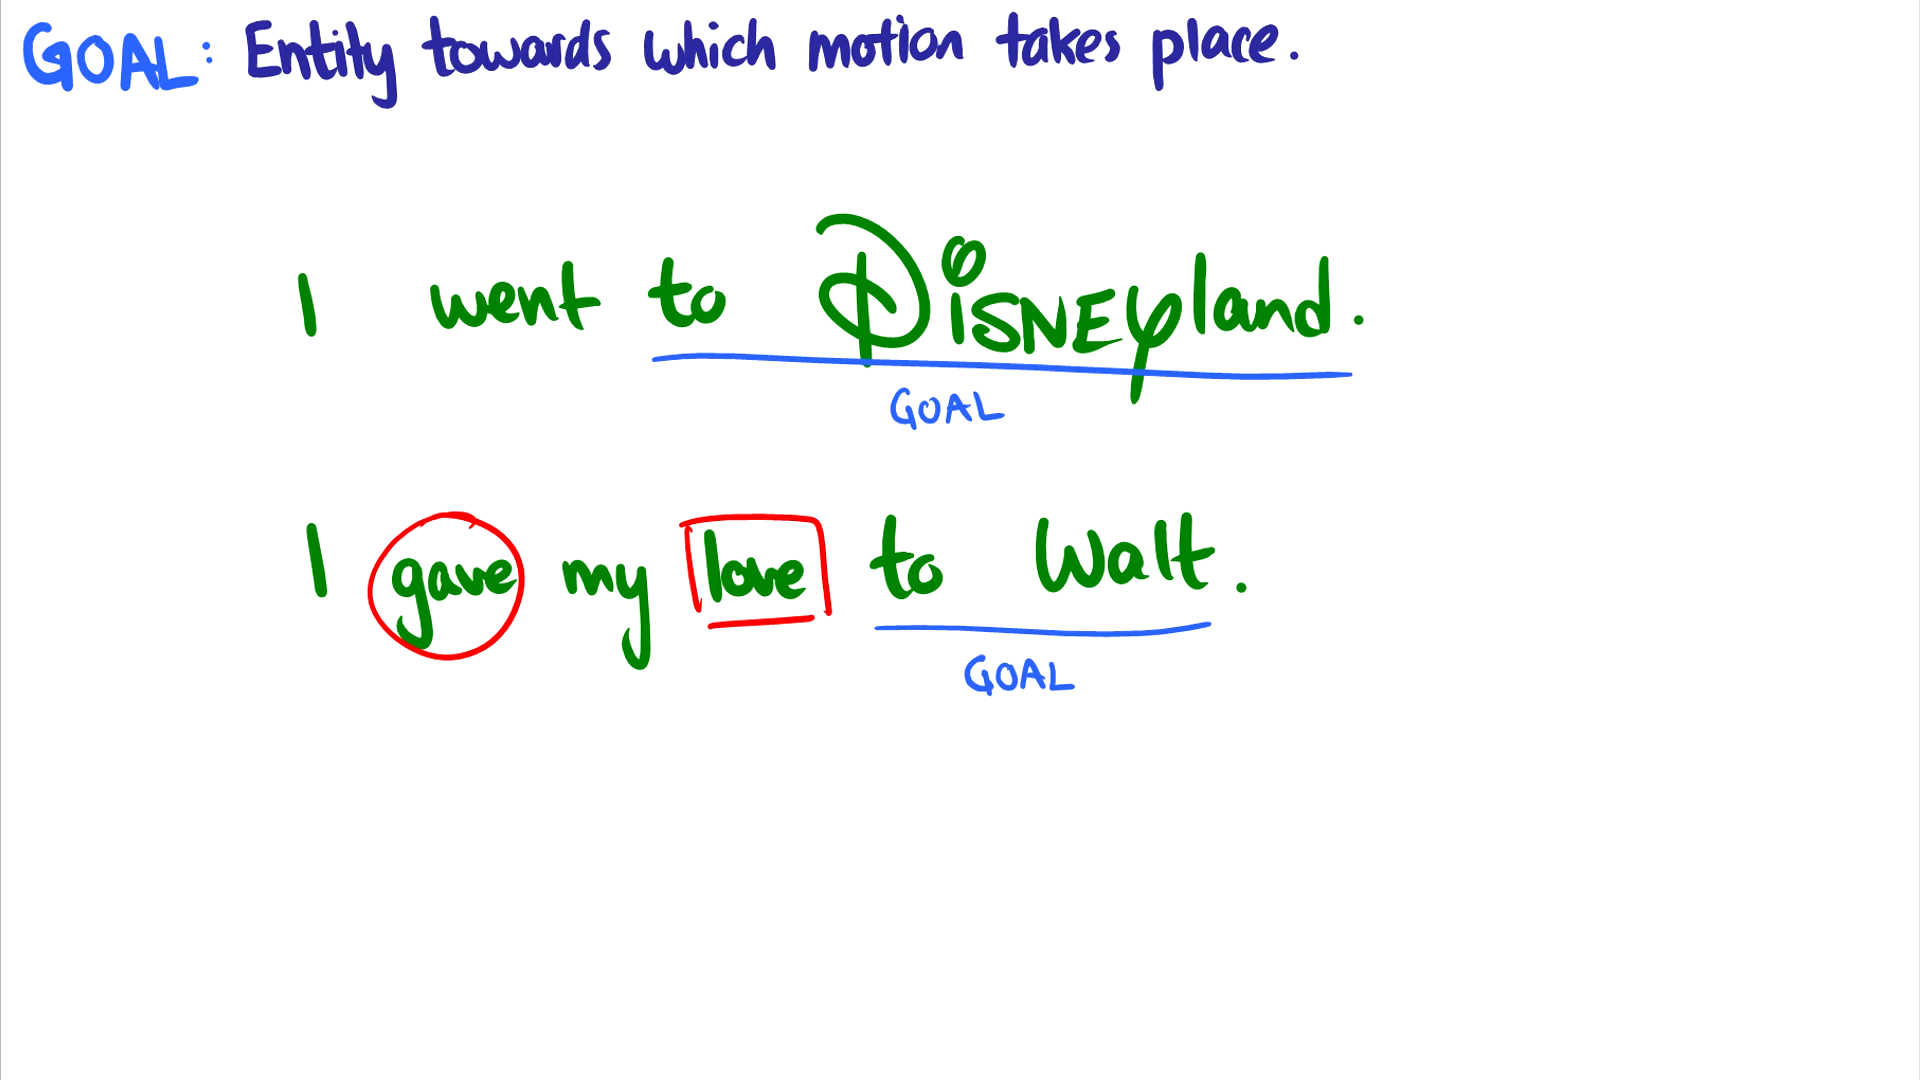 GOAL: Entity towards which motion takes place.
I went to DiSNEyland.
GOAL
I gave my love to Walt.
GOAL